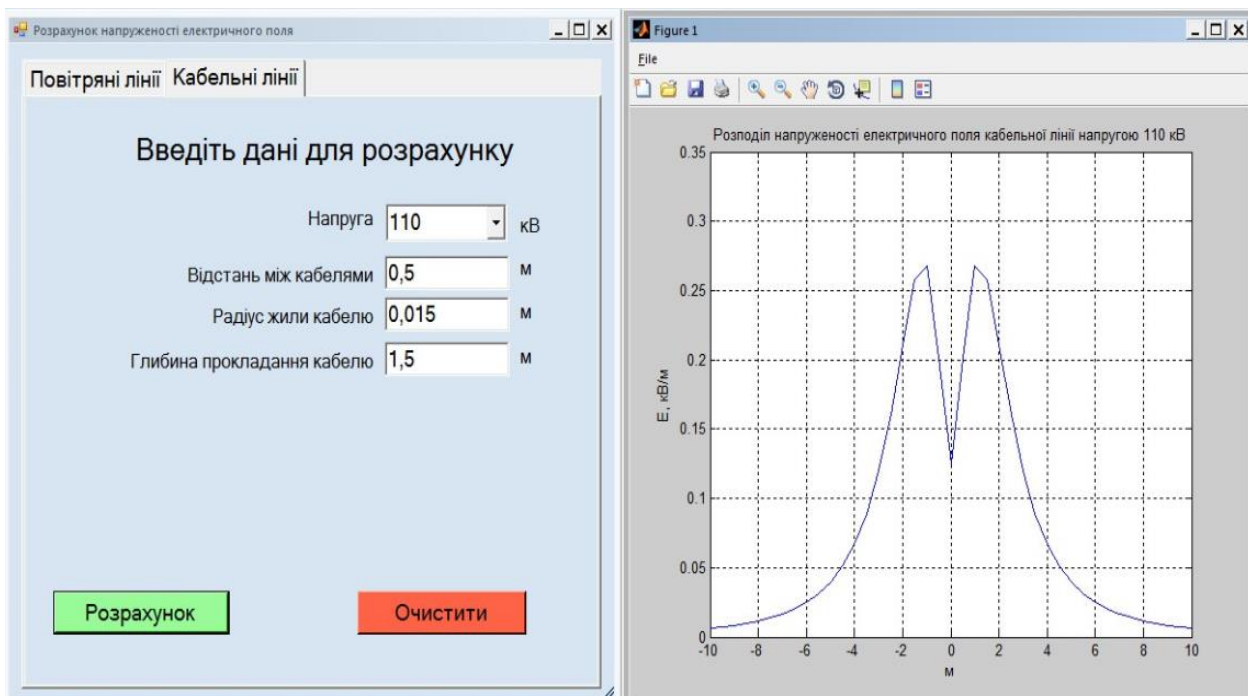 Розрахунок напруженості електричного поля
Повітряні лінії
Кабельні лінії
Введіть дані для розрахунку
Напруга 110 кВ
Відстань між кабелями 0,5 м
Радіус жили кабелю 0,015 м
Глибина прокладання кабелю 1,5 м
Розрахунок
Очистити
Figure 1
File
Розподіл напруженості електричного поля кабельної лінії напругою 110 кВ
0.35
0.3
0.25
0.2
0.15
0.1
0.05
0
E, кВ/м
-10 -8 -6 -4 -2 0 2 4 6 8 10
м